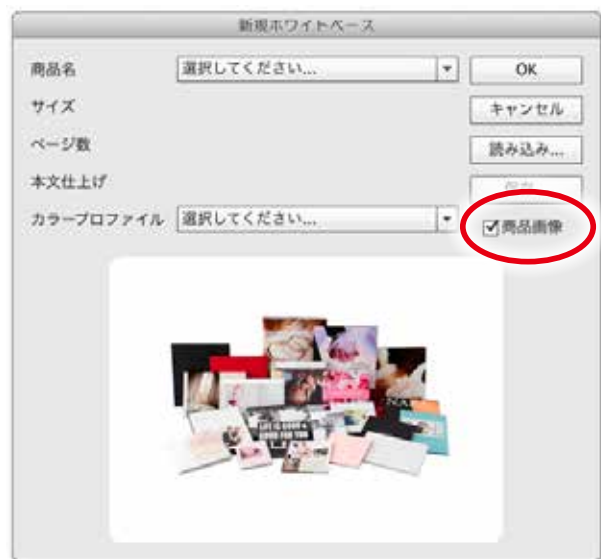 新規ホワイトベース
商品名 選択してください... OK
サイズ キャンセル
ページ数 読み込み...
本文仕上げ
カラープロファイル 選択してください... 商品画像
LIFE IS GOOD &
GOOD FOR YOU